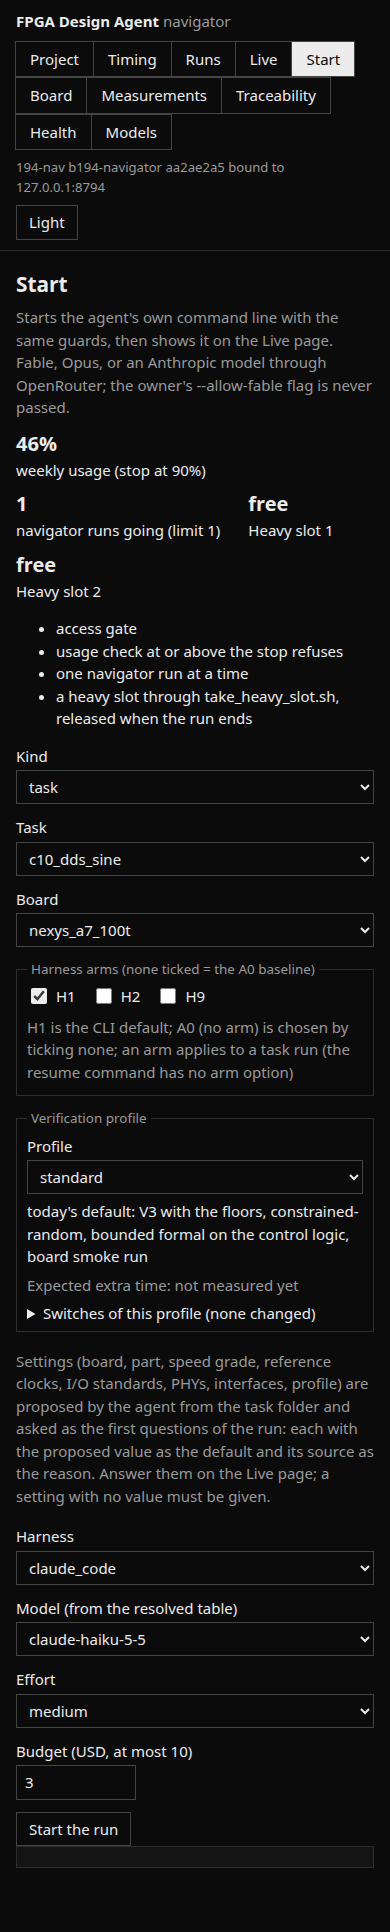 FPGA Design Agent navigator
Project Timing Runs Live Start
Board Measurements Traceability
Health Models
194-nav b194-navigator aa2ae2a5 bound to
127.0.0.1:8794
Light
Start
Starts the agent's own command line with the
same guards, then shows it on the Live page.
Fable, Opus, or an Anthropic model through
OpenRouter; the owner's --allow-fable flag is never
passed.
46%
weekly usage (stop at 90%)
1 free
navigator runs going (limit 1) Heavy slot 1
free
Heavy slot 2
• access gate
• usage check at or above the stop refuses
• one navigator run at a time
• a heavy slot through take_heavy_slot.sh,
released when the run ends
Kind
task
Task
c10_dds_sine
Board
nexys_a7_100t
Harness arms (none ticked = the A0 baseline)
H1 H2 H9
H1 is the CLI default; A0 (no arm) is chosen by
ticking none; an arm applies to a task run (the
resume command has no arm option)
Verification profile
Profile
standard
today's default: V3 with the floors, constrained-
random, bounded formal on the control logic,
board smoke run
Expected extra time: not measured yet
▶ Switches of this profile (none changed)
Settings (board, part, speed grade, reference
clocks, I/O standards, PHYs, interfaces, profile) are
proposed by the agent from the task folder and
asked as the first questions of the run: each with
the proposed value as the default and its source as
the reason. Answer them on the Live page; a
setting with no value must be given.
Harness
claude_code
Model (from the resolved table)
claude-haiku-5-5
Effort
medium
Budget (USD, at most 10)
3
Start the run